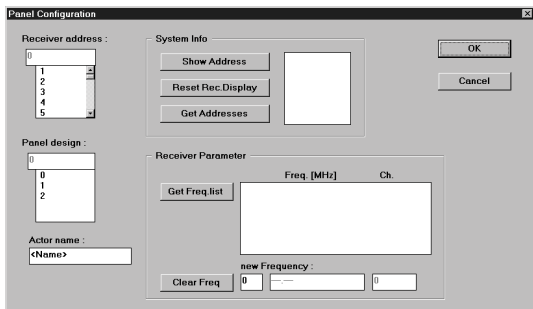 Panel Configuration
Receiver address :
0
1
2
3
4
5
Panel design :
0
0
1
2
Actor name :
<Name>
System Info
Show Address
Reset Rec.Display
Get Addresses
OK
Cancel
Receiver Parameter
Freq. [MHz] Ch.
Get Freq.list
new Frequency :
Clear Freq 0 ---.--- 0